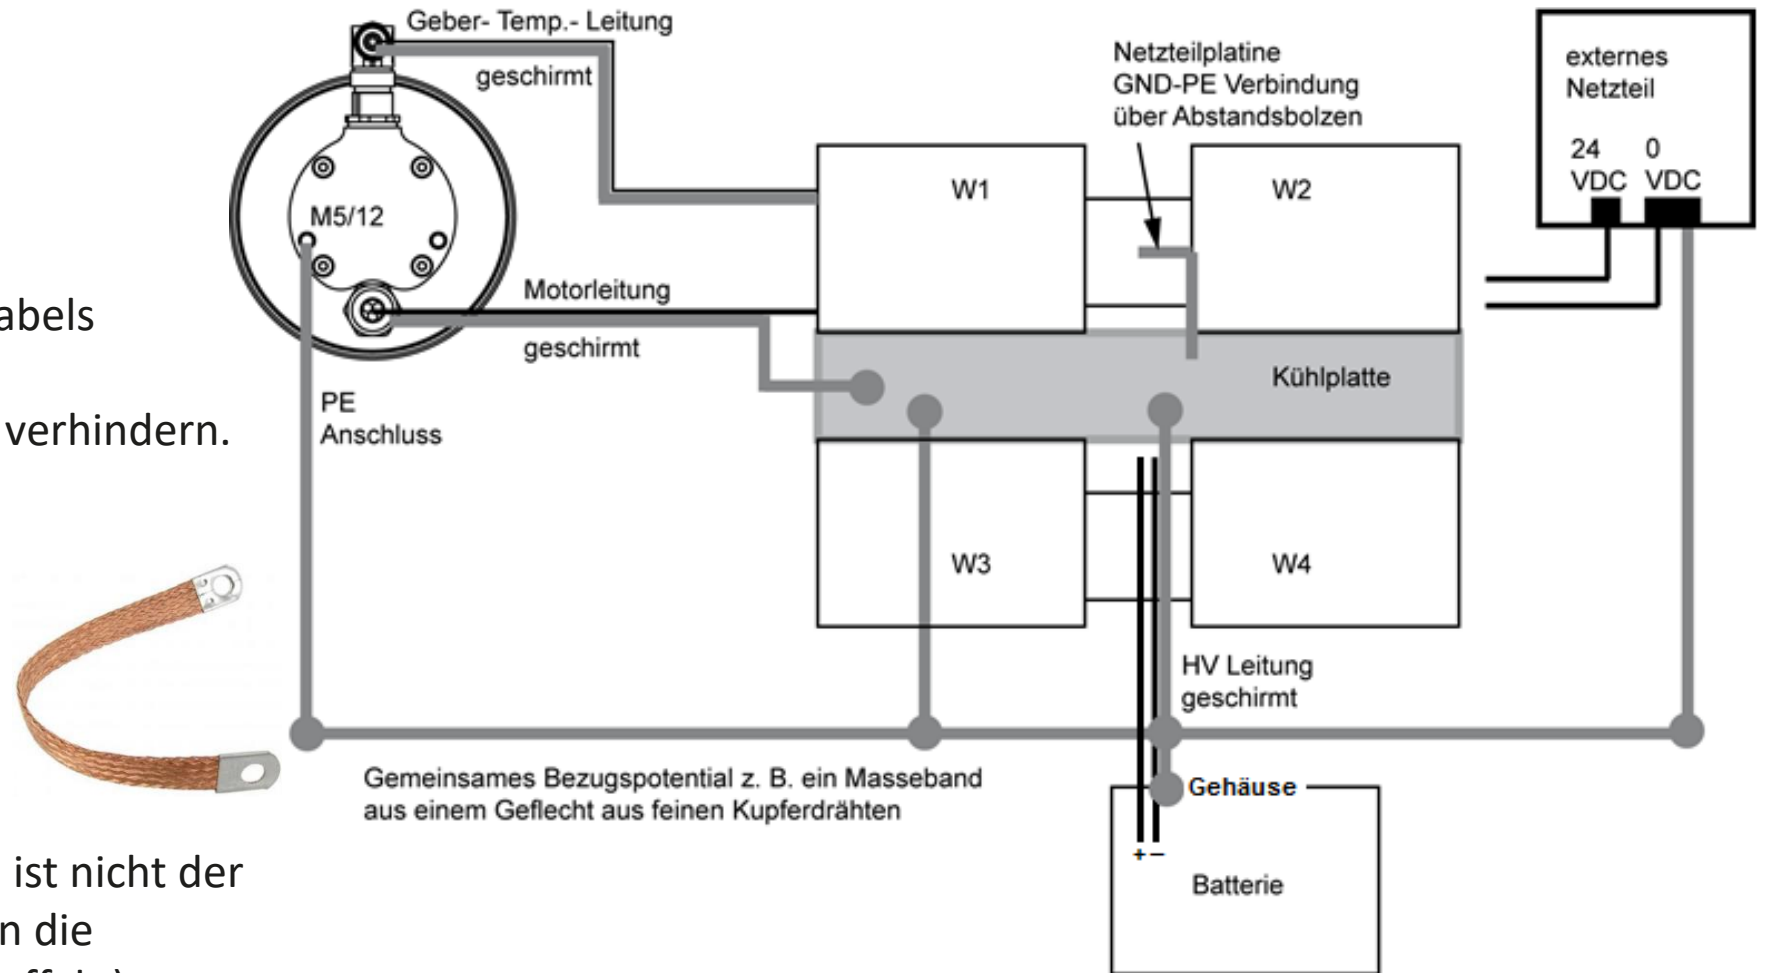 Geber- Temp.- Leitung
geschirmt
Netzteilplatine
GND-PE Verbindung
über Abstandsbolzen
externes
Netzteil
24 0
VDC VDC
W1
W2
M5/12
Motorleitung
geschirmt
abels
verhindern.
PE
Anschluss
Kühlplatte
W3
W4
HV Leitung
geschirmt
Gemeinsames Bezugspotential z. B. ein Masseband
aus einem Geflecht aus feinen Kupferdrähten
Gehäuse
+ –
Batterie
ist nicht der
n die